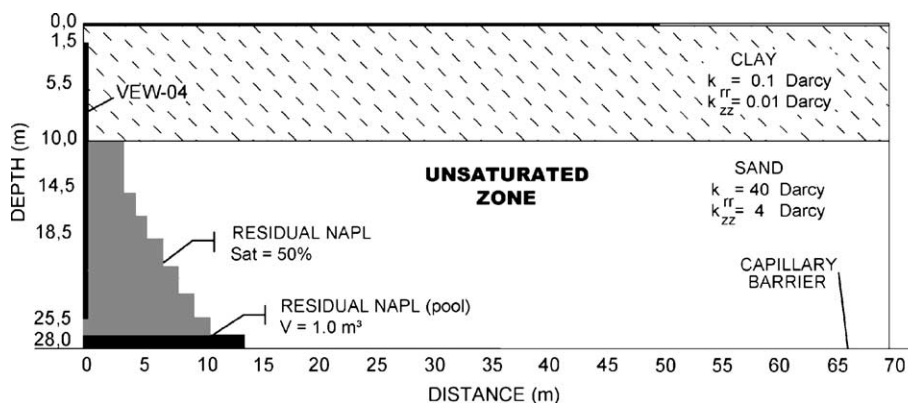 0.0
1.5
5,5
10.0
14,5
18,5
25.5
28,0
DEPTH (m)
VEW-04
CLAY
k rr = 0.1 Darcy
k zz = 0.01 Darcy
UNSATURATED
ZONE
SAND
k rr = 40 Darcy
k zz = 4 Darcy
RESIDUAL NAPL
Sat = 50%
CAPILLARY
BARRIER
RESIDUAL NAPL (pool)
V = 1.0 m³
0 5 10 15 20 25 30 35 40 45 50 55 60 65 70
DISTANCE (m)